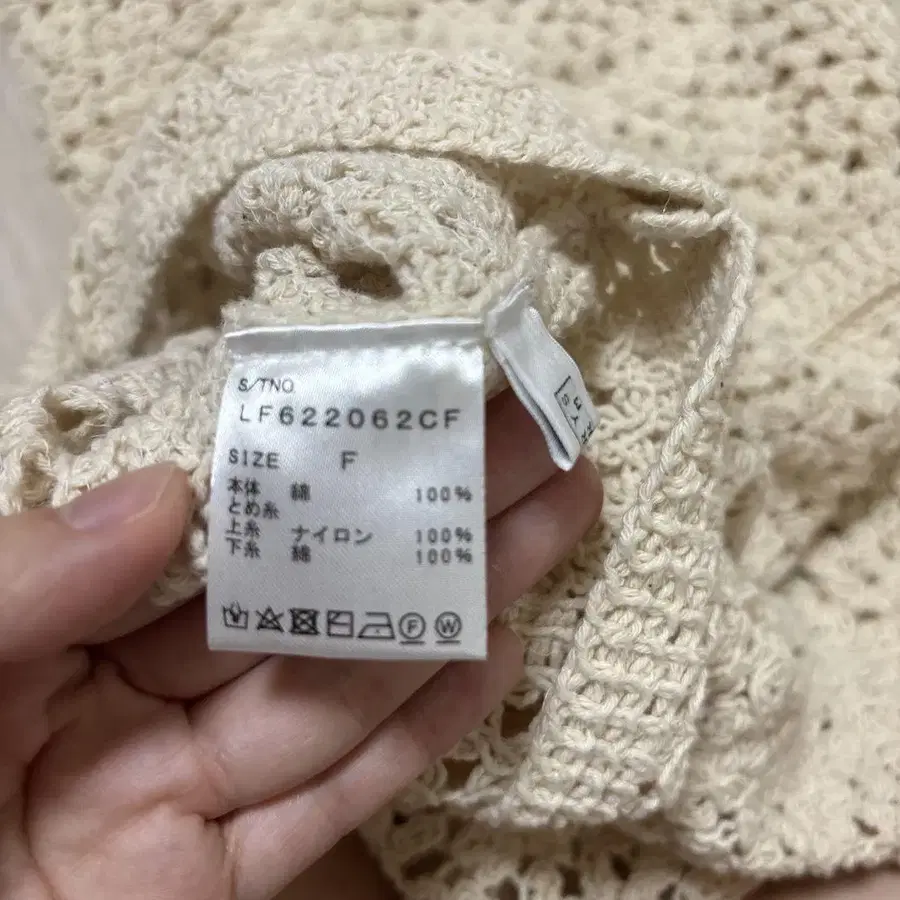 S/TNO.
LF622062CF
SIZE F
本体 綿 100%
とめ糸
上糸 ナイロン 100%
下糸 綿 100%
F W